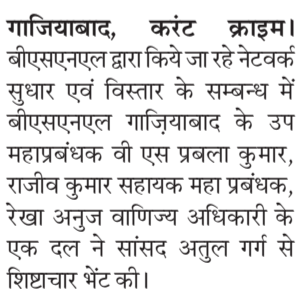 गाजियाबाद, करंट क्राइम।
बीएसएनएल द्वारा किये जा रहे नेटवर्क
सुधार एवं विस्तार के सम्बन्ध में
बीएसएनएल गाज़ियाबाद के उप
महाप्रबंधक वी एस प्रबला कुमार,
राजीव कुमार सहायक महा प्रबंधक,
रेखा अनुज वाणिज्य अधिकारी के
एक दल ने सांसद अतुल गर्ग से
शिष्टाचार भेंट की।